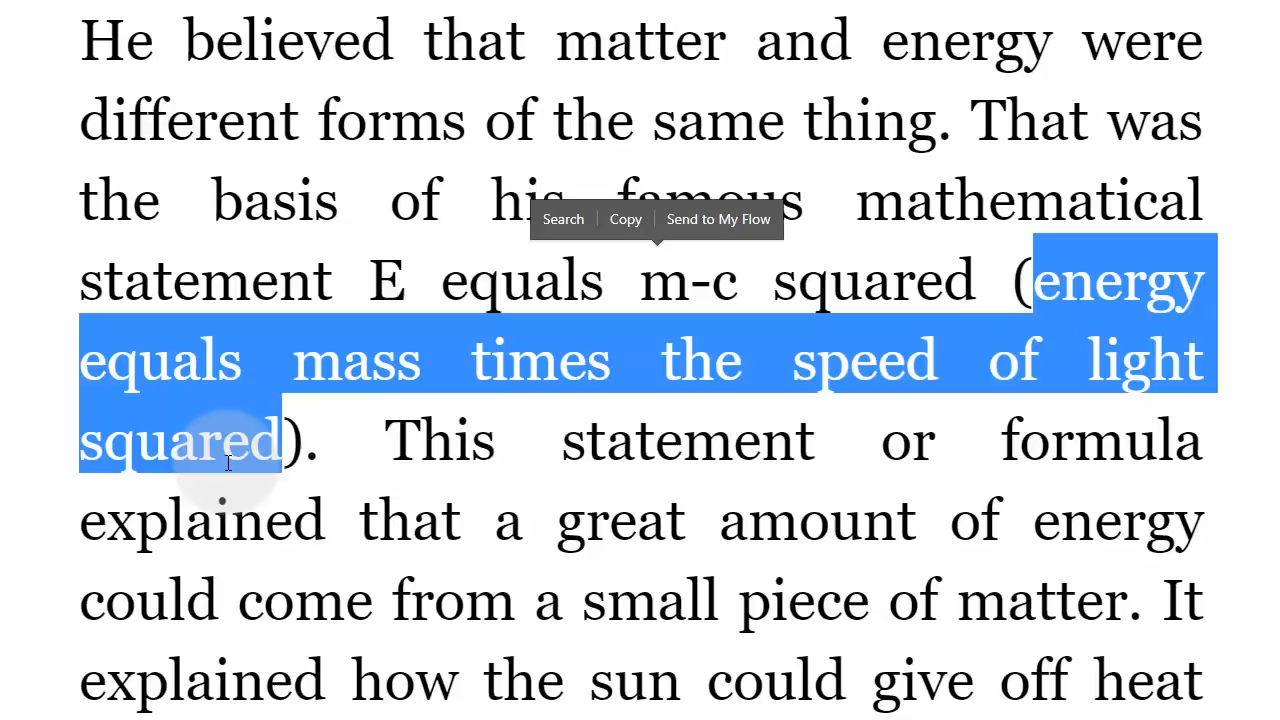 He believed that matter and energy were
different forms of the same thing. That was
the basis of his famous mathematical
Search Copy Send to My Flow
statement E equals m-c squared (energy
equals mass times the speed of light
squared). This statement or formula
explained that a great amount of energy
could come from a small piece of matter. It
explained how the sun could give off heat